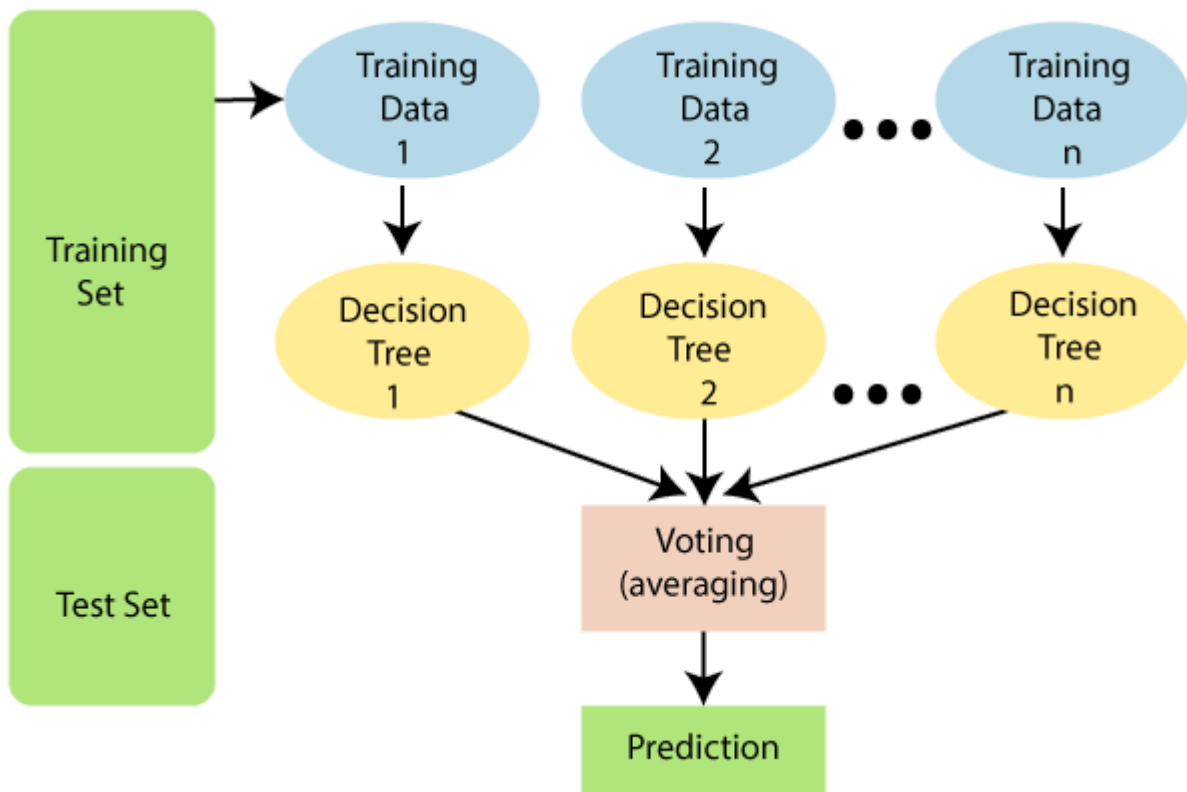 Training
Set
Test Set
Training
Data
1
Training
Data
2
Training
Data
n
Decision
Tree
1
Decision
Tree
2
Decision
Tree
n
Voting
(averaging)
Prediction